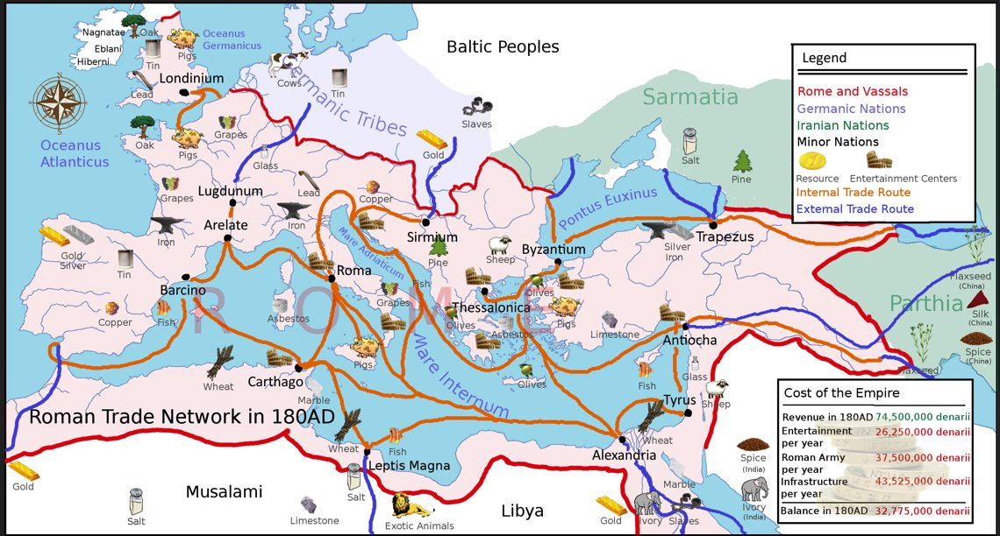 Nagnatae
Oak
Eblani
Hiberni
Tin
Pigs
Oceanus
Germanicus
Baltic Peoples
Londinium
Lead
Cows
Tin
Germanic Tribes
Slaves
Sarmatia
Salt
Pine
Legend
Rome and Vassals
Germanic Nations
Iranian Nations
Minor Nations
Resource
Entertainment Centers
Internal Trade Route
External Trade Route
Oceanus
Atlanticus
Oak
Pigs
Grapes
Glass
Gold
Grapes
Lugdunum
Lead
Copper
Iron
Arelate
Iron
Mare Adriaticum
Sirmium
Pine
Sheep
Pontus Euxinus
Byzantium
Silver
Iron
Trapezus
Gold
Silver
Tin
Barcino
Copper
Fish
ROME
Asbestos
Roma
Grapes
Fish
Olives
Thessalonica
Asbestos
Olives
Pigs
Limestone
Antiocha
Flaxseed
(China)
Parthia
Silk
(China)
Spice
(China)
Flaxseed
Wheat
Carthago
Marble
Pigs
Mare Internum
Olives
Fish
Glass
Sheep
Tyrus
Wheat
Roman Trade Network in 180AD
Wheat
Fish
Leptis Magna
Alexandria
Marble
Spice
(India)
Ivory
(India)
Gold
Salt
Musalami
Limestone
Salt
Exotic Animals
Libya
Gold
Ivory
Slaves
Cost of the Empire
Revenue in 180AD 74,500,000 denarii
Entertainment 26,250,000 denarii
per year
Roman Army 37,500,000 denarii
per year
Infrastructure 43,525,000 denarii
per year
Balance in 180AD 32,775,000 denarii